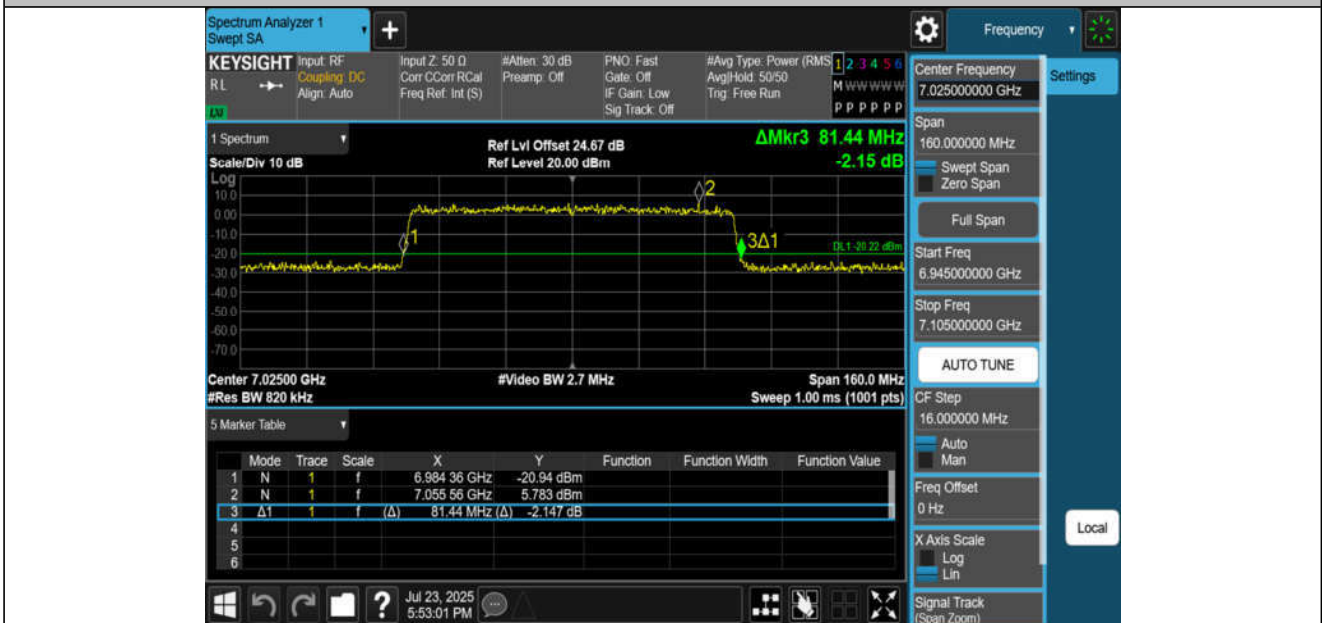 Spectrum Analyzer 1
Swept SA
Frequency
KEYSIGHT
RL
Input: RF
Coupling: DC
Align: Auto
Input Z: 50 Ω
Corr CCorr RCal
Freq Ref: Int (S)
#Atten: 30 dB
Preamp: Off
PNO: Fast
Gate: Off
IF Gain: Low
Sig Track: Off
#Avg Type: Power (RMS
Avg|Hold: 50/50
Trig: Free Run
1 2 3 4 5 6
M W W W W W
P P P P P P
1 Spectrum
Scale/Div 10 dB
Ref Lvl Offset 24.67 dB
Ref Level 20.00 dBm
ΔMkr3 81.44 MHz
-2.15 dB
Log
10.0
0.00
-10.0
-20.0
-30.0
-40.0
-50.0
-60.0
-70.0
1
2
3Δ1
DL1 -20.22 dBm
Center 7.02500 GHz
#Res BW 820 kHz
#Video BW 2.7 MHz
Span 160.0 MHz
Sweep 1.00 ms (1001 pts)
5 Marker Table
Mode Trace Scale X Y Function Function Width Function Value
1 N 1 f 6.984 36 GHz -20.94 dBm
2 N 1 f 7.055 56 GHz 5.783 dBm
3 Δ1 1 f (Δ) 81.44 MHz (Δ) -2.147 dB
4
5
6
Jul 23, 2025
5:53:01 PM
Center Frequency
7.025000000 GHz
Span
160.000000 MHz
Swept Span
Zero Span
Full Span
Start Freq
6.945000000 GHz
Stop Freq
7.105000000 GHz
AUTO TUNE
CF Step
16.000000 MHz
Auto
Man
Freq Offset
0 Hz
X Axis Scale
Log
Lin
Signal Track
(Span Zoom)
Settings
Local